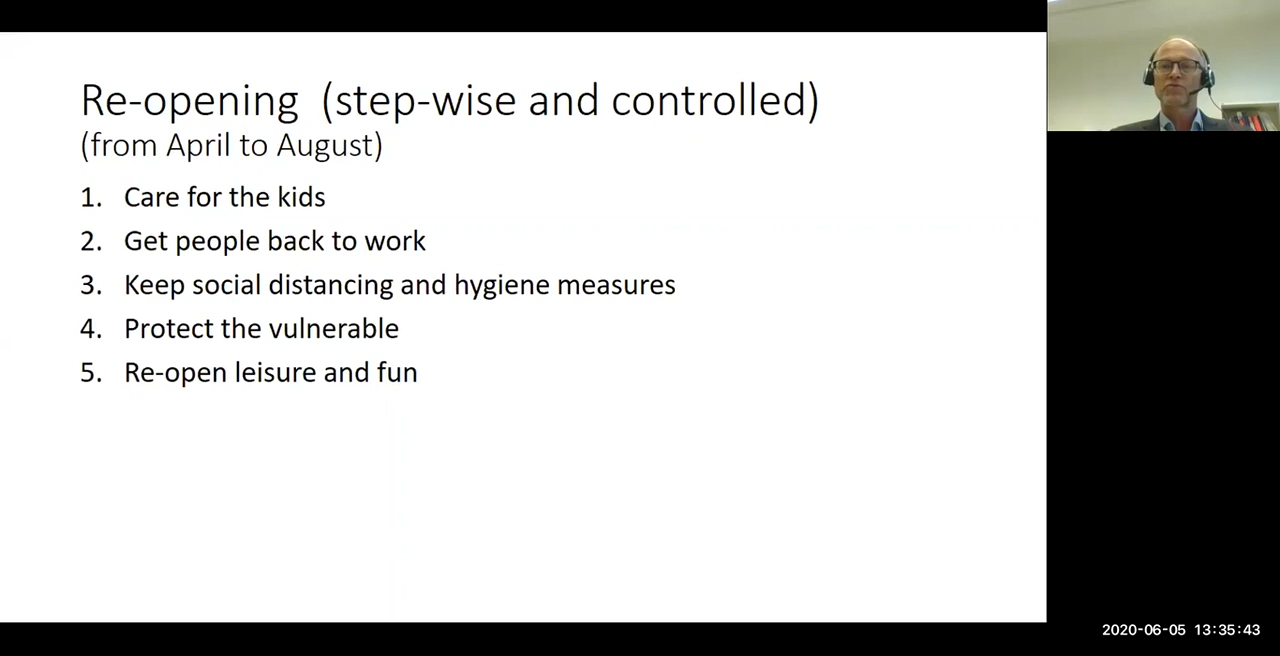 Re-opening (step-wise and controlled)
(from April to August)
1. Care for the kids
2. Get people back to work
3. Keep social distancing and hygiene measures
4. Protect the vulnerable
5. Re-open leisure and fun
2020-06-05 13:35:43